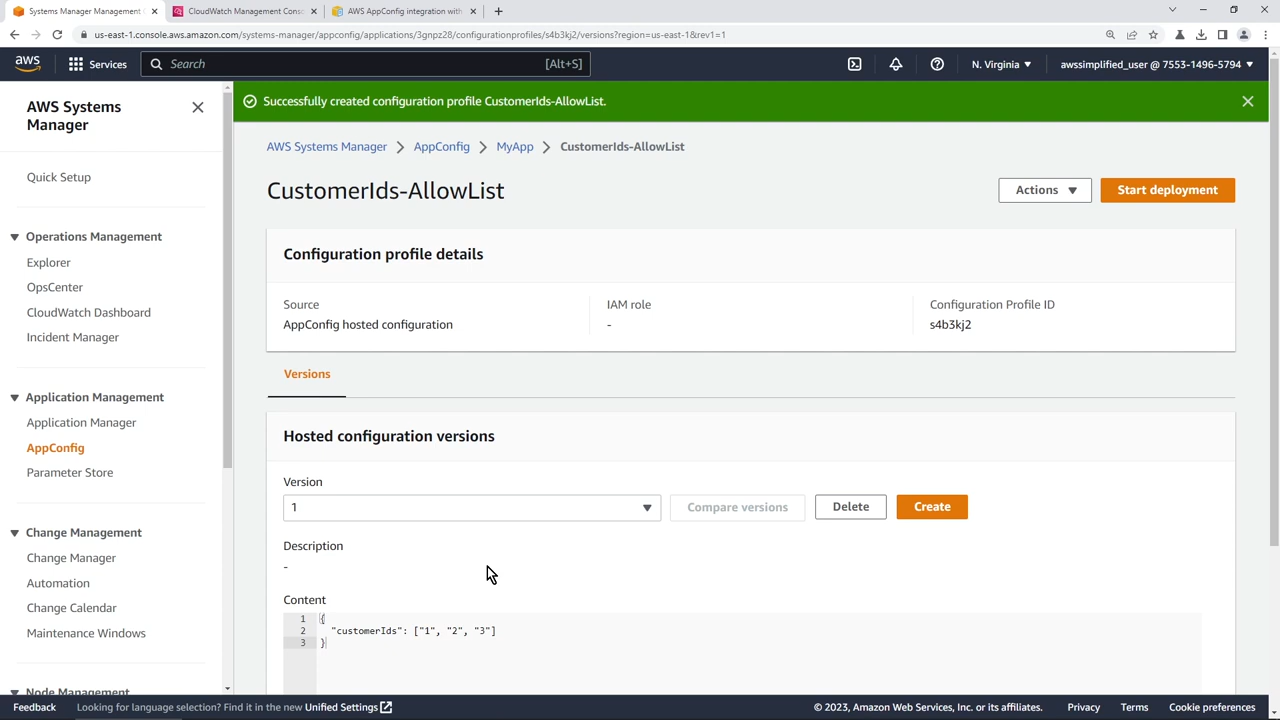 Systems Manager Management
CloudWatch Management Conso
AWS AppConfig integration with
us-east-1.console.aws.amazon.com/systems-manager/appconfig/applications/3gnpz28/configurationprofiles/s4b3kj2/versions?region=us-east-1&rev1=1
aws
Services
Search
[Alt+S]
N. Virginia
awssimplified_user @ 7553-1496-5794
AWS Systems
Manager
Quick Setup
Operations Management
Explorer
OpsCenter
CloudWatch Dashboard
Incident Manager
Application Management
Application Manager
AppConfig
Parameter Store
Change Management
Change Manager
Automation
Change Calendar
Maintenance Windows
Node Management
Successfully created configuration profile CustomerIds-AllowList.
AWS Systems Manager > AppConfig > MyApp > CustomerIds-AllowList
CustomerIds-AllowList
Actions
Start deployment
Configuration profile details
Source
AppConfig hosted configuration
IAM role
-
Configuration Profile ID
s4b3kj2
Versions
Hosted configuration versions
Version
1
Compare versions
Delete
Create
Description
-
Content
1 {
2 "customerIds": ["1", "2", "3"]
3 }
Feedback
Looking for language selection? Find it in the new Unified Settings
© 2023, Amazon Web Services, Inc. or its affiliates.
Privacy
Terms
Cookie preferences